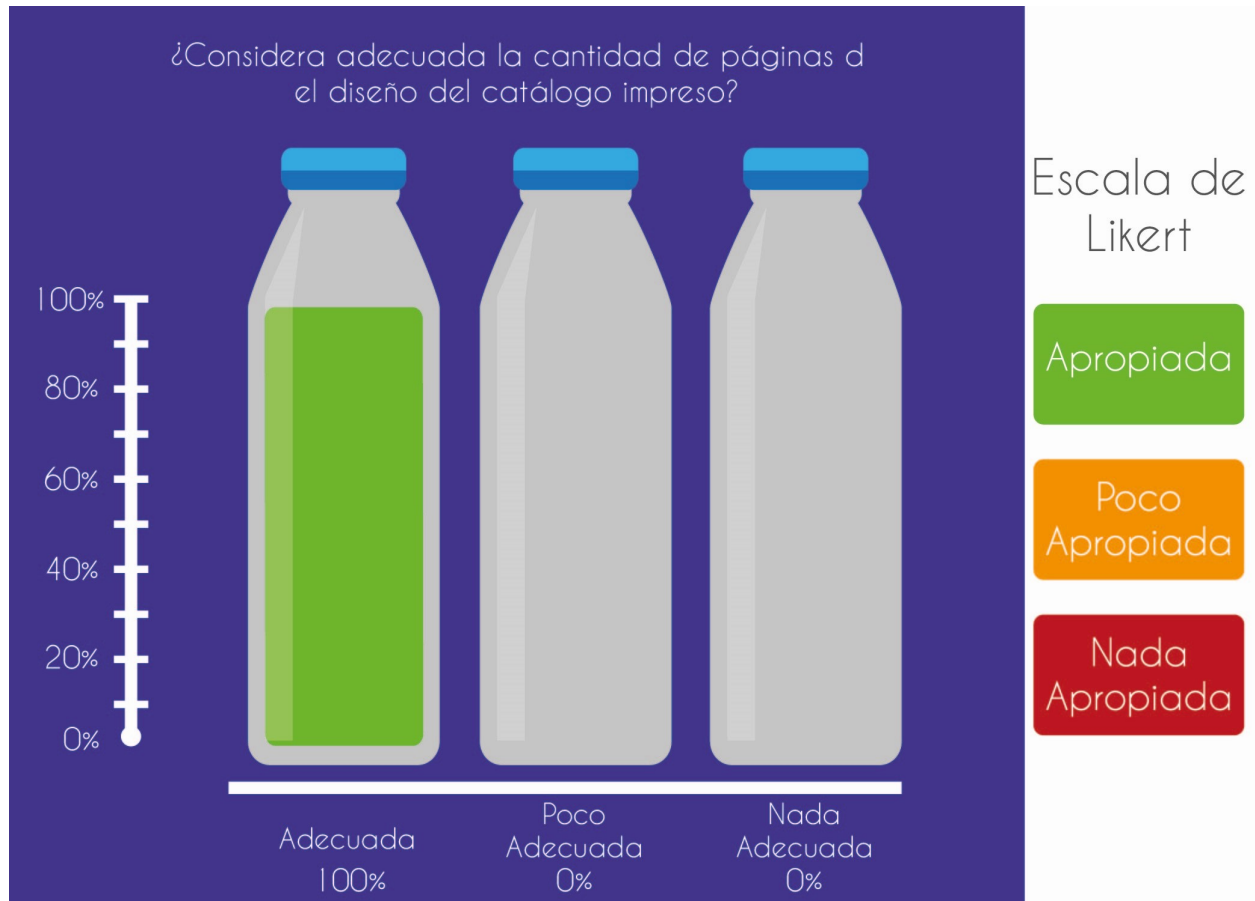 ¿Considera adecuada la cantidad de páginas d
el diseño del catálogo impreso?
100%
80%
60%
40%
20%
0%
Adecuada
100%
Poco
Adecuada
0%
Nada
Adecuada
0%
Escala de
Likert
Apropiada
Poco
Apropiada
Nada
Apropiada